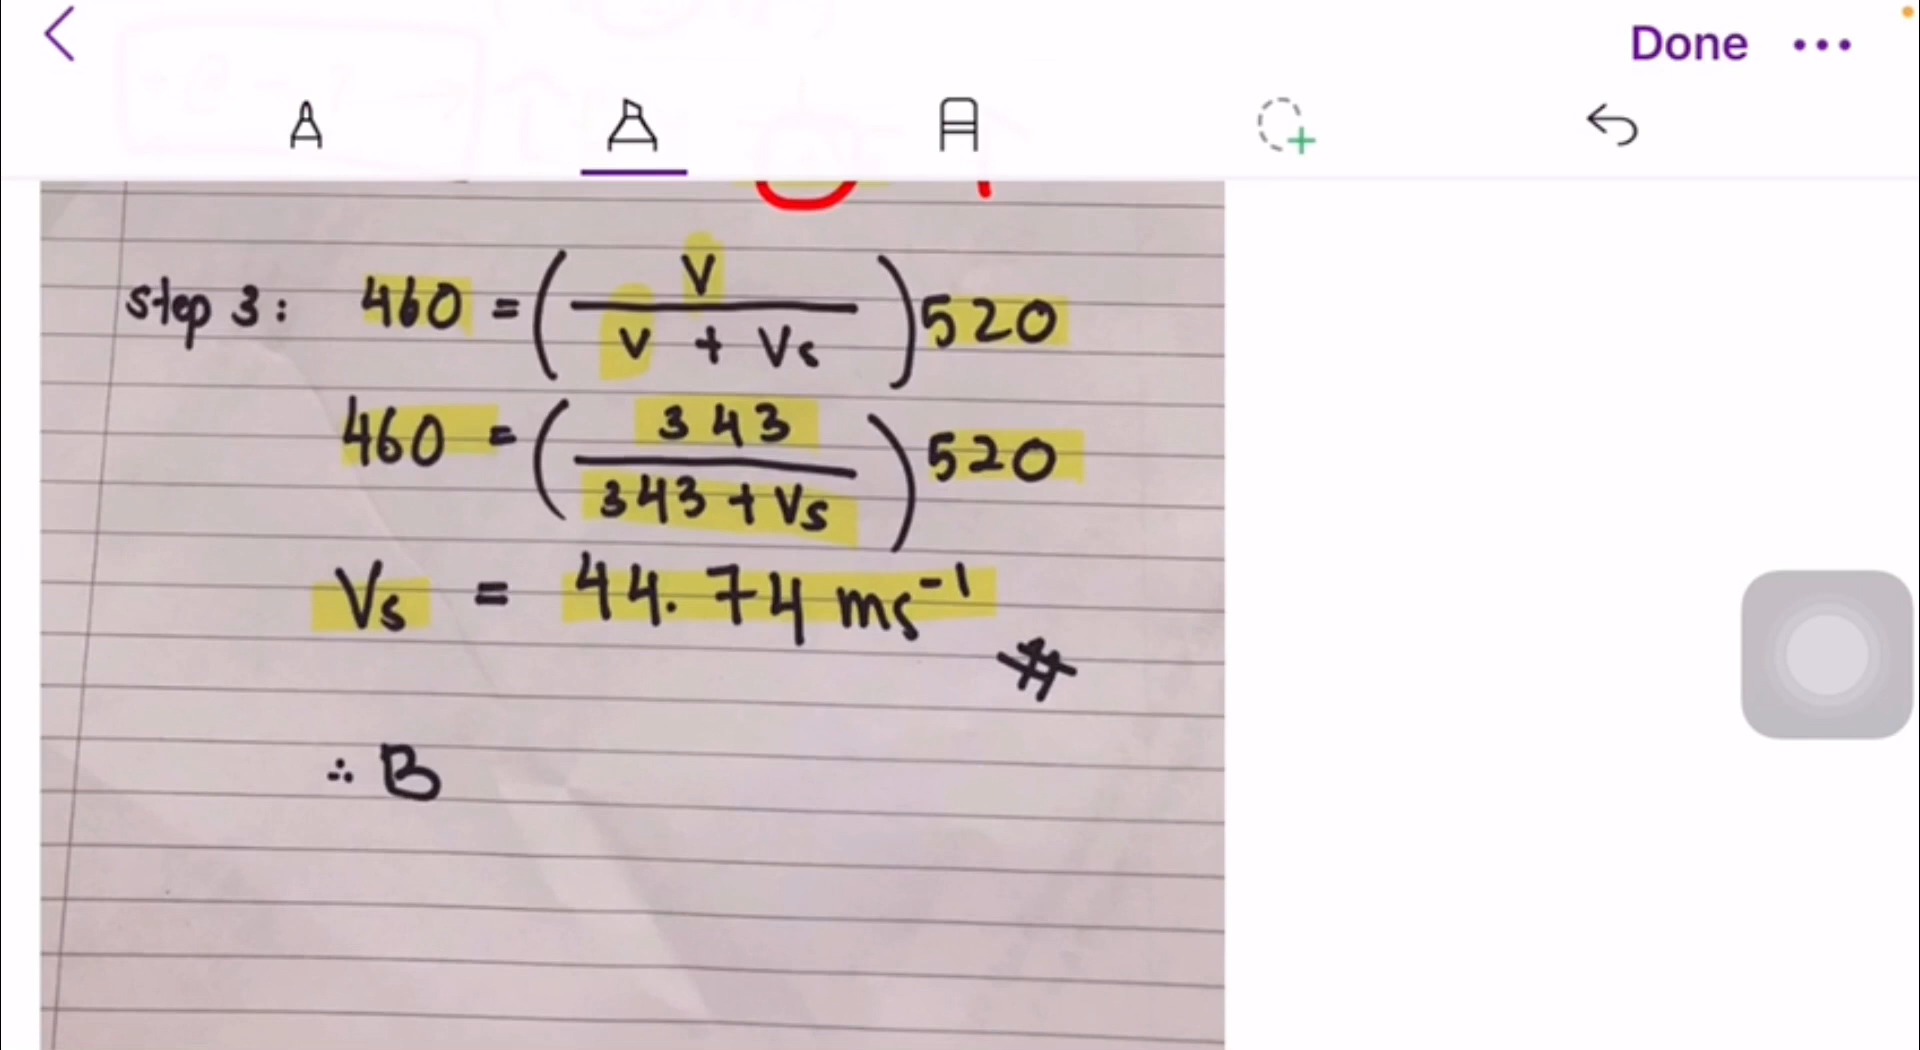 Done
step 3: 460 = ( V / V + Vs ) 520
460 = ( 343 / 343 + Vs ) 520
Vs = 44.74 ms⁻¹ #
∴ B